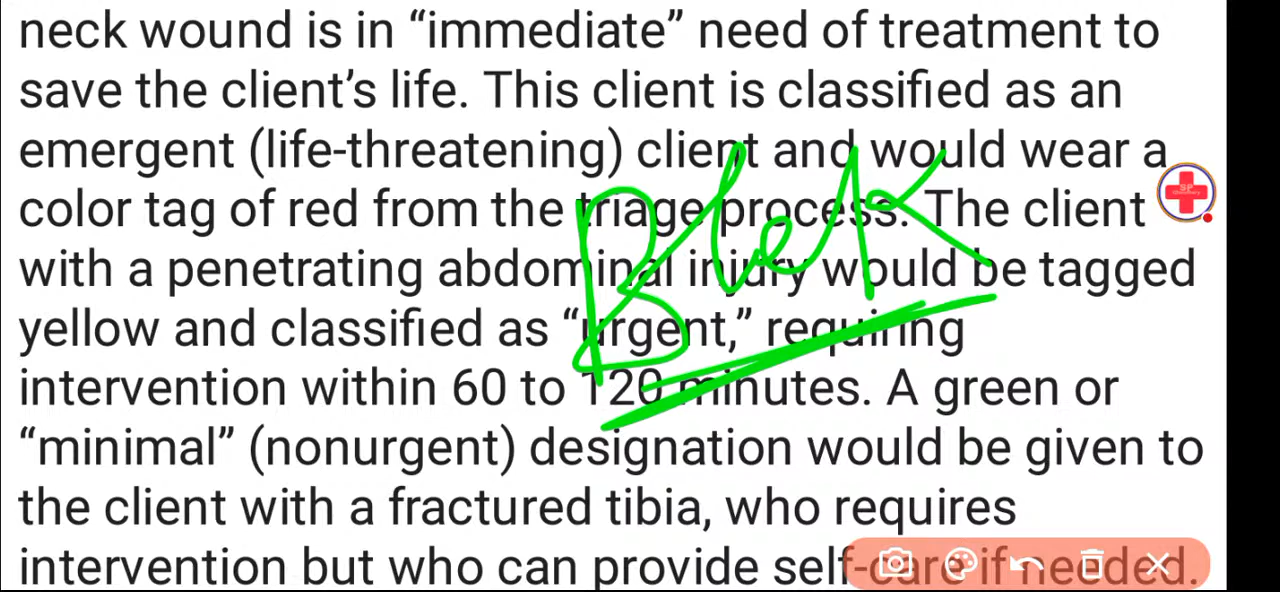 neck wound is in “immediate” need of treatment to
save the client’s life. This client is classified as an
emergent (life-threatening) client and would wear a
color tag of red from the triage process. The client
with a penetrating abdominal injury would be tagged
yellow and classified as “urgent,” requiring
intervention within 60 to 120 minutes. A green or
“minimal” (nonurgent) designation would be given to
the client with a fractured tibia, who requires
intervention but who can provide self-care if needed.
Blek
SP